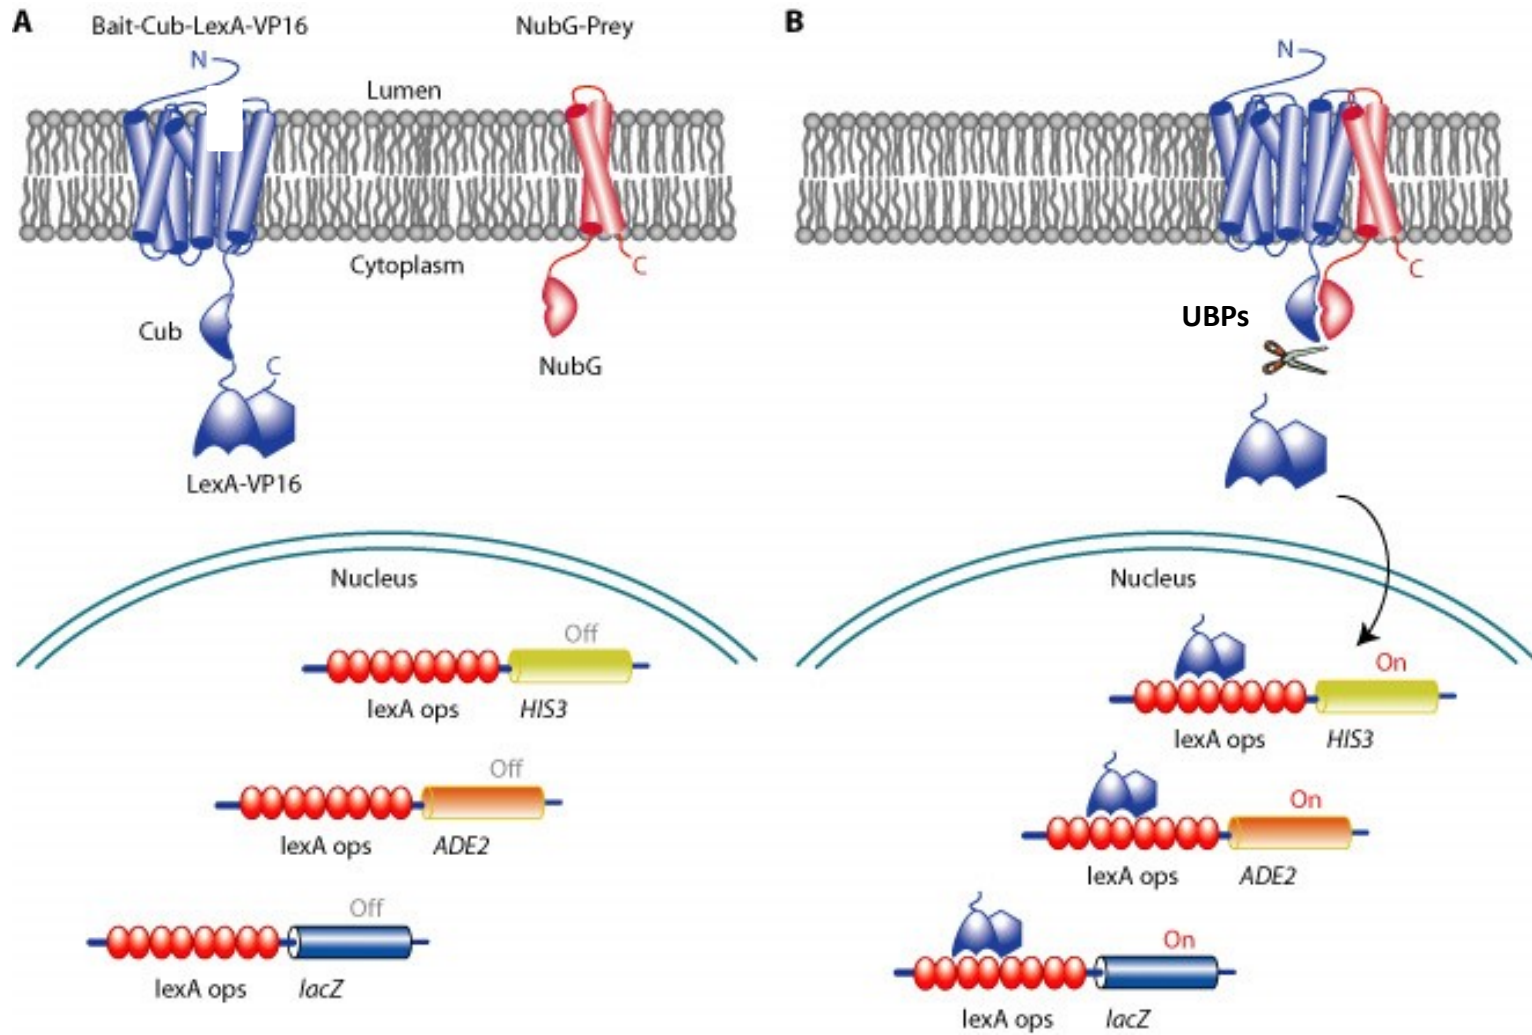 A
Bait-Cub-LexA-VP16
NubG-Prey
N
Lumen
Cytoplasm
C
Cub
C
NubG
LexA-VP16
Nucleus
Off
lexA ops
HIS3
Off
lexA ops
ADE2
Off
lexA ops
lacZ
B
N
C
UBPs
Nucleus
On
lexA ops
HIS3
On
lexA ops
ADE2
On
lexA ops
lacZ